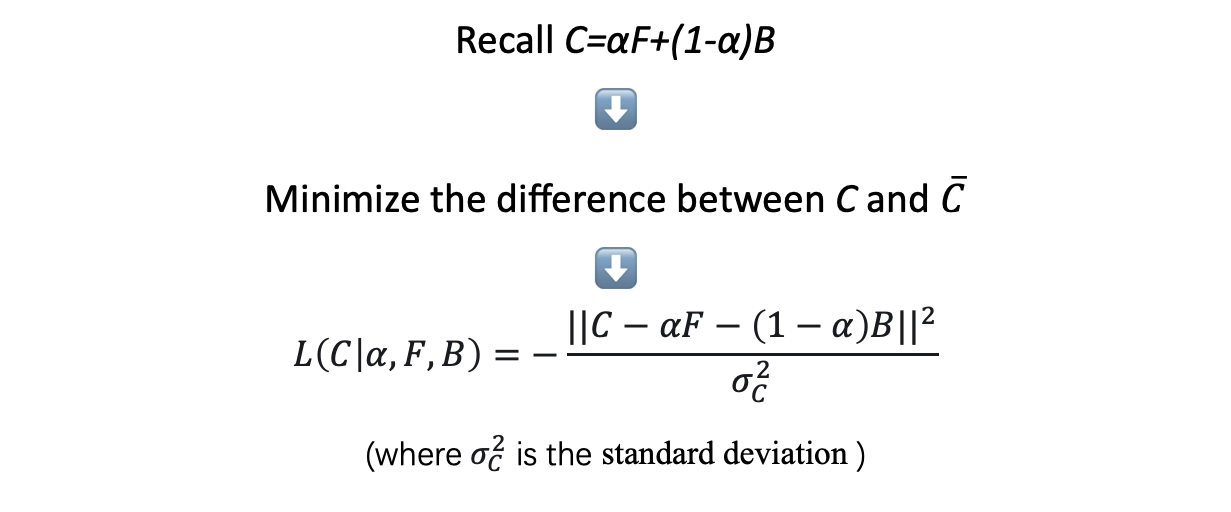 Recall C=αF+(1-α)B
⬇️
Minimize the difference between C and C̄
⬇️
L(C|α, F, B) = − ||C − αF − (1 − α)B||² / σ_C²
(where σ_C² is the standard deviation )